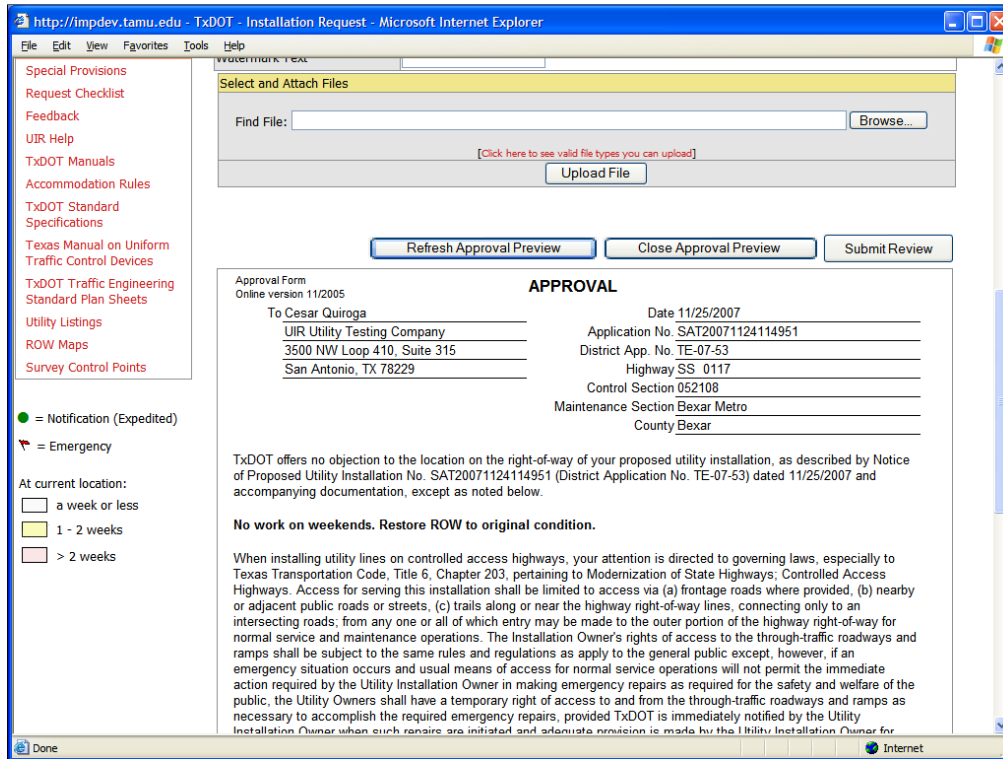 http://impdev.tamu.edu - TxDOT - Installation Request - Microsoft Internet Explorer
File Edit View Favorites Tools Help
Special Provisions
Request Checklist
Feedback
UIR Help
TxDOT Manuals
Accommodation Rules
TxDOT Standard
Specifications
Texas Manual on Uniform
Traffic Control Devices
TxDOT Traffic Engineering
Standard Plan Sheets
Utility Listings
ROW Maps
Survey Control Points
= Notification (Expedited)
= Emergency
At current location:
a week or less
1 - 2 weeks
> 2 weeks
Watermark Text
Select and Attach Files
Find File: Browse...
[Click here to see valid file types you can upload]
Upload File
Refresh Approval Preview Close Approval Preview Submit Review
Approval Form
Online version 11/2005
APPROVAL
To Cesar Quiroga
UIR Utility Testing Company
3500 NW Loop 410, Suite 315
San Antonio, TX 78229
Date 11/25/2007
Application No. SAT20071124114951
District App. No. TE-07-53
Highway SS 0117
Control Section 052108
Maintenance Section Bexar Metro
County Bexar
TxDOT offers no objection to the location on the right-of-way of your proposed utility installation, as described by Notice
of Proposed Utility Installation No. SAT20071124114951 (District Application No. TE-07-53) dated 11/25/2007 and
accompanying documentation, except as noted below.
No work on weekends. Restore ROW to original condition.
When installing utility lines on controlled access highways, your attention is directed to governing laws, especially to
Texas Transportation Code, Title 6, Chapter 203, pertaining to Modernization of State Highways; Controlled Access
Highways. Access for serving this installation shall be limited to access via (a) frontage roads where provided, (b) nearby
or adjacent public roads or streets, (c) trails along or near the highway right-of-way lines, connecting only to an
intersecting roads; from any one or all of which entry may be made to the outer portion of the highway right-of-way for
normal service and maintenance operations. The Installation Owner's rights of access to the through-traffic roadways and
ramps shall be subject to the same rules and regulations as apply to the general public except, however, if an
emergency situation occurs and usual means of access for normal service operations will not permit the immediate
action required by the Utility Installation Owner in making emergency repairs as required for the safety and welfare of the
public, the Utility Owners shall have a temporary right of access to and from the through-traffic roadways and ramps as
necessary to accomplish the required emergency repairs, provided TxDOT is immediately notified by the Utility
Installation Owner when such repairs are initiated and adequate provision is made by the Utility Installation Owner for
Done Internet